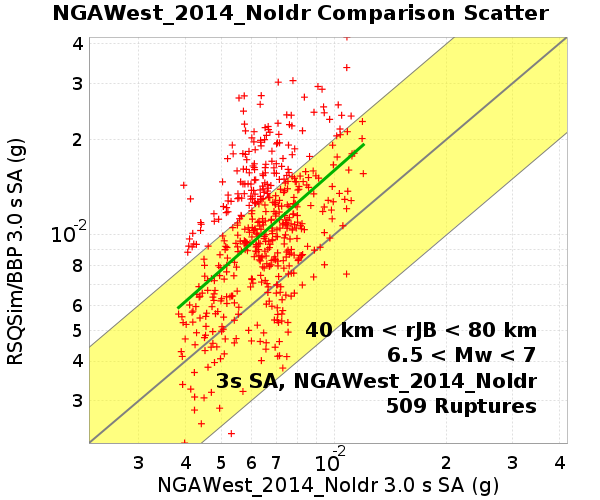 NGAWest_2014_NoIdr Comparison Scatter
RSQSim/BBP 3.0 s SA (g)
4
3
2
10-2
8
6
5
4
3
40 km < rJB < 80 km
6.5 < Mw < 7
3s SA, NGAWest_2014_NoIdr
509 Ruptures
3 4 5 6 7 10-2 2 3 4
NGAWest_2014_NoIdr 3.0 s SA (g)